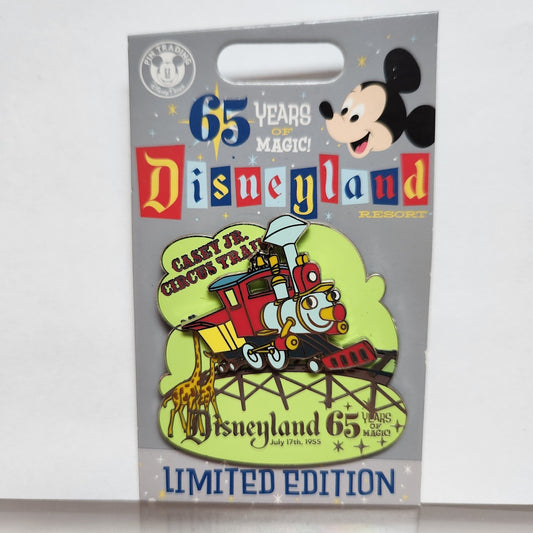 PIN TRADING
Disney Parks
65 YEARS
OF
MAGIC!
Disneyland
RESORT
CASEY JR.
CIRCUS TRAIN
Disneyland 65 YEARS
OF
MAGIC!
July 17th, 1955
LIMITED EDITION